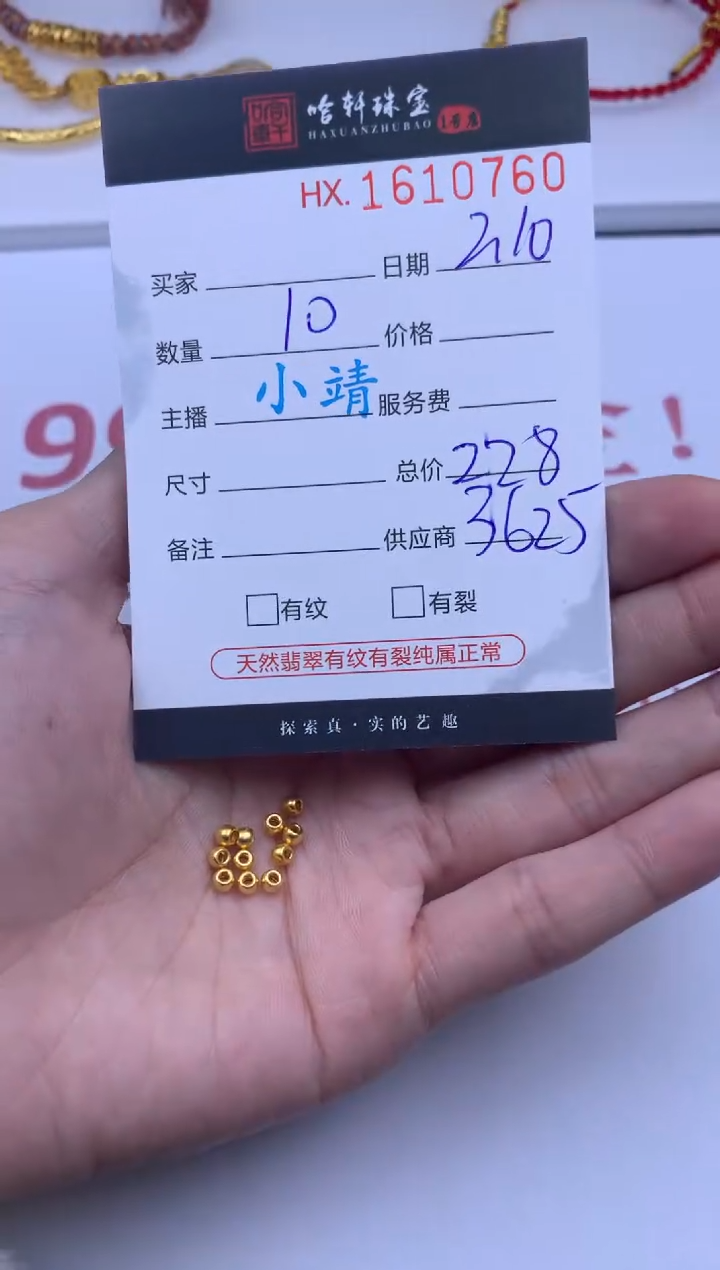 哈轩珠宝
HAXUANZHUBAO 1号店
HX.1610760
买家 日期 2.10
数量 10 价格
主播 小靖 服务费
尺寸 总价 228
备注 供应商 3625
□有纹 □有裂
天然翡翠有纹有裂纯属正常
探索真·实的艺趣